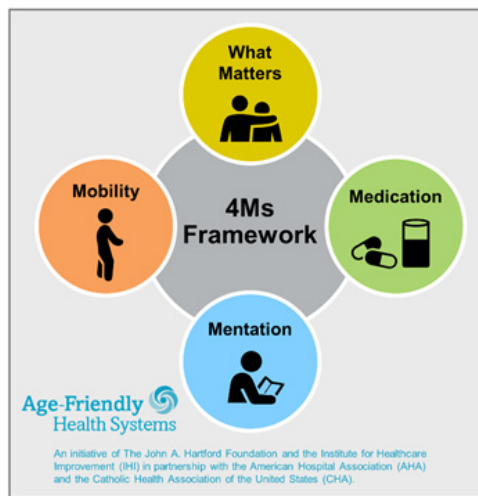 What
Matters
Mobility
4Ms
Framework
Medication
Mentation
Age-Friendly
Health Systems
An initiative of The John A. Hartford Foundation and the Institute for Healthcare
Improvement (IHI) in partnership with the American Hospital Association (AHA)
and the Catholic Health Association of the United States (CHA).